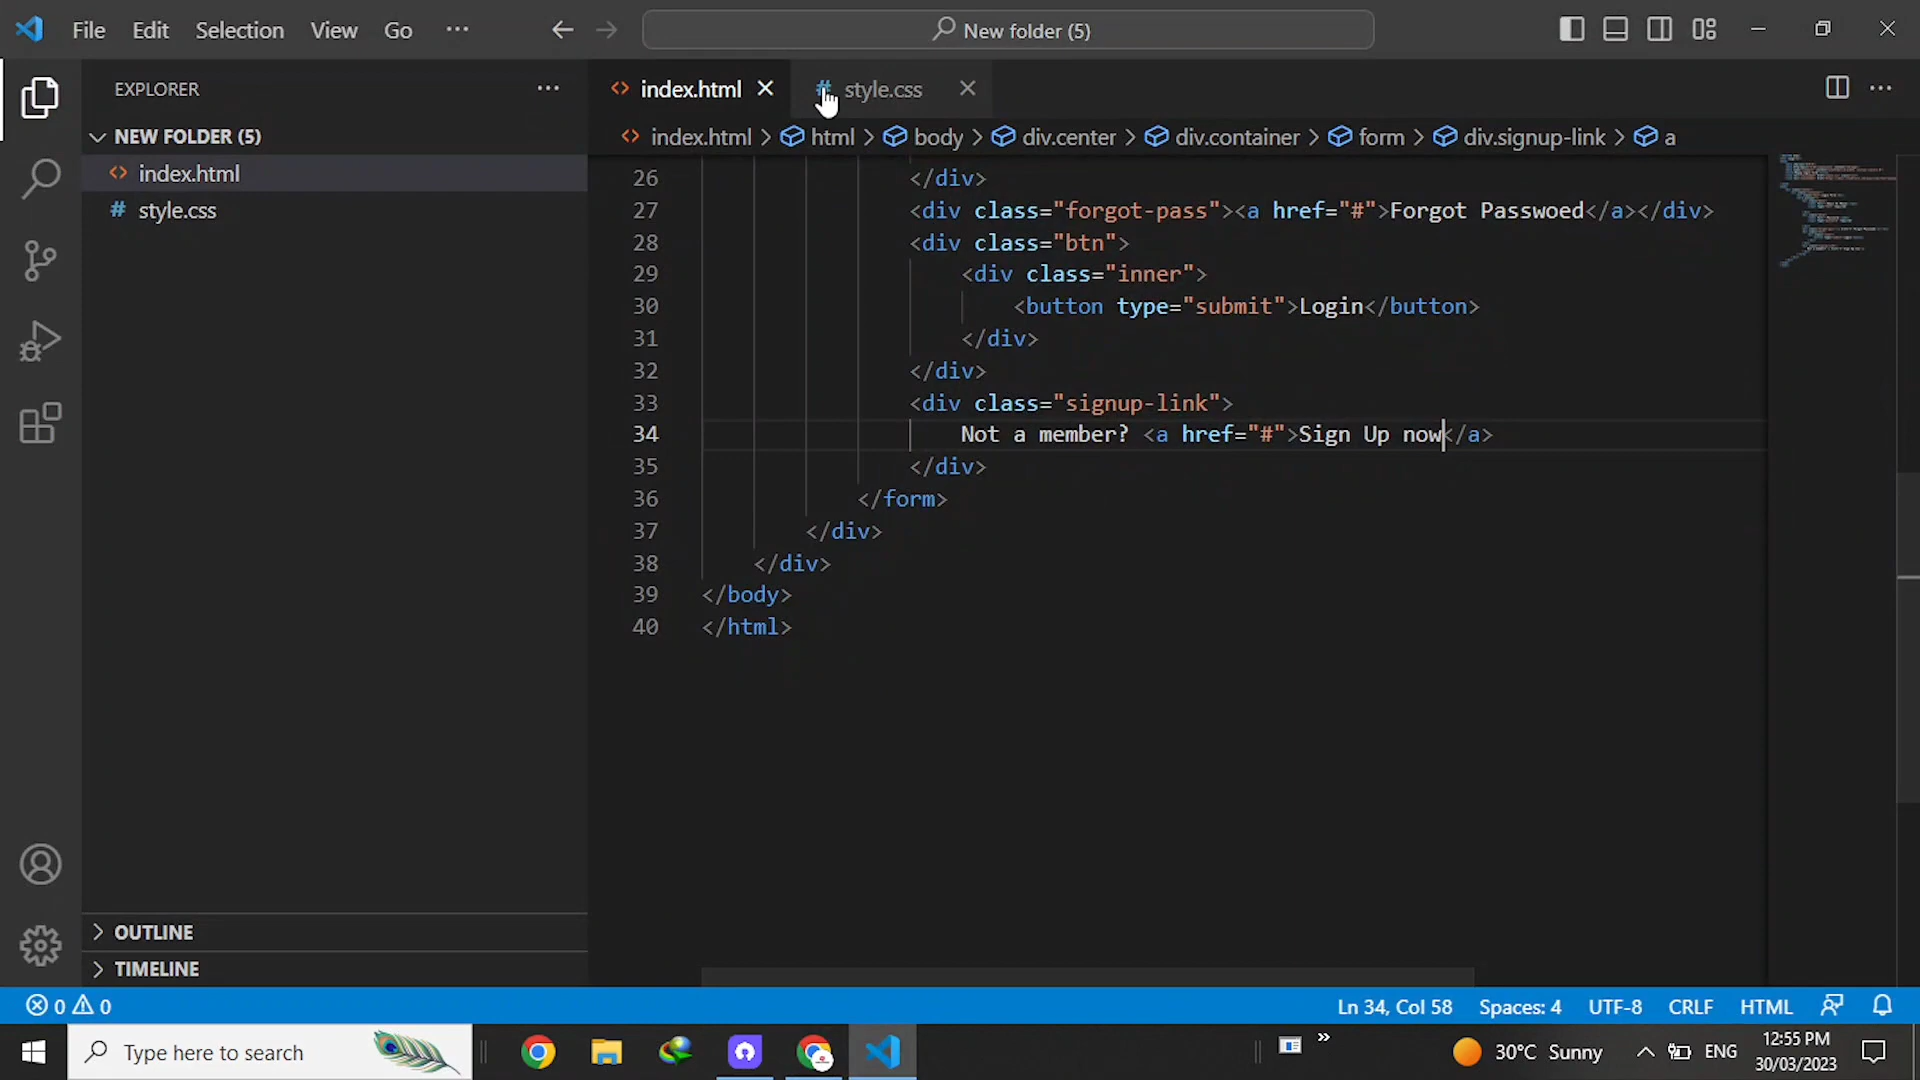 File Edit Selection View Go ··· New folder (5)
EXPLORER ···
NEW FOLDER (5)
index.html
style.css
OUTLINE
TIMELINE
index.html style.css
index.html > html > body > div.center > div.container > form > div.signup-link > a
26 </div>
27 <div class="forgot-pass"><a href="#">Forgot Passwoed</a></div>
28 <div class="btn">
29 <div class="inner">
30 <button type="submit">Login</button>
31 </div>
32 </div>
33 <div class="signup-link">
34 Not a member? <a href="#">Sign Up now</a>
35 </div>
36 </form>
37 </div>
38 </div>
39 </body>
40 </html>
0 0 Ln 34, Col 58 Spaces: 4 UTF-8 CRLF HTML
Type here to search 30°C Sunny ENG 12:55 PM
30/03/2023